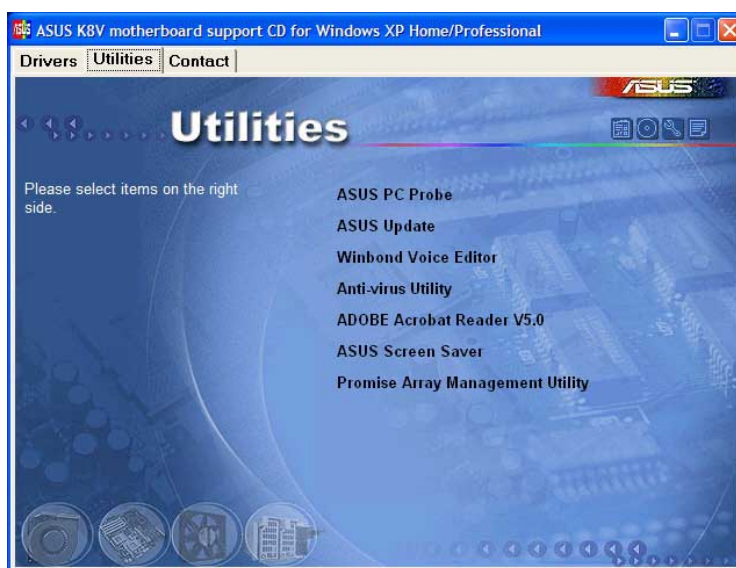 ASUS K8V motherboard support CD for Windows XP Home/Professional
Drivers Utilities Contact
ASUS
Utilities
Please select items on the right
side.
ASUS PC Probe
ASUS Update
Winbond Voice Editor
Anti-virus Utility
ADOBE Acrobat Reader V5.0
ASUS Screen Saver
Promise Array Management Utility